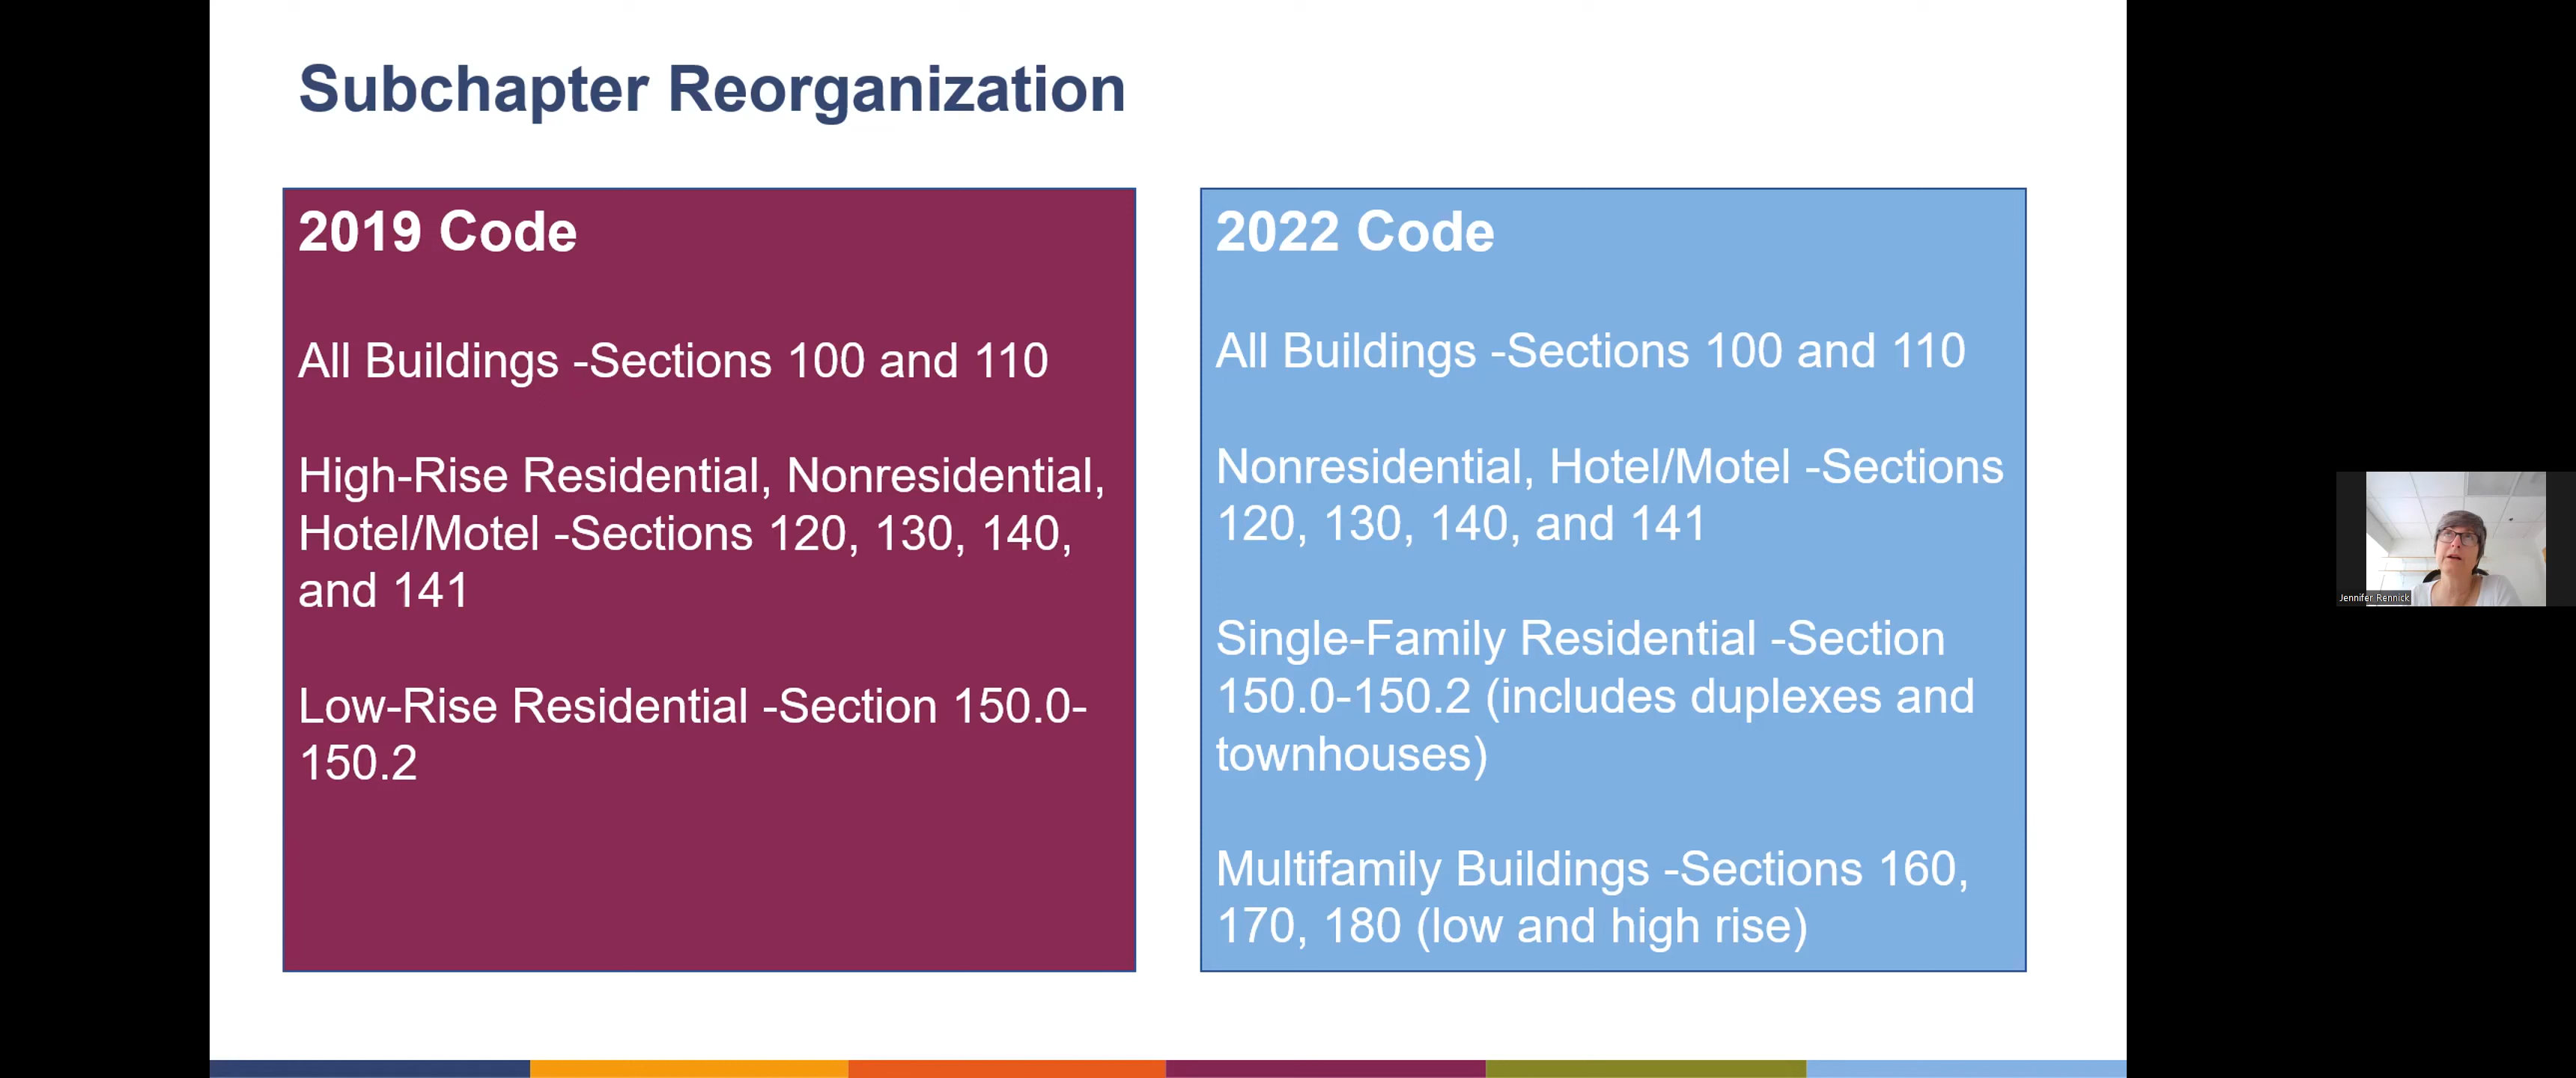 Subchapter Reorganization
2019 Code
All Buildings -Sections 100 and 110
High-Rise Residential, Nonresidential,
Hotel/Motel -Sections 120, 130, 140,
and 141
Low-Rise Residential -Section 150.0-
150.2
2022 Code
All Buildings -Sections 100 and 110
Nonresidential, Hotel/Motel -Sections
120, 130, 140, and 141
Single-Family Residential -Section
150.0-150.2 (includes duplexes and
townhouses)
Multifamily Buildings -Sections 160,
170, 180 (low and high rise)
Jennifer Rennick